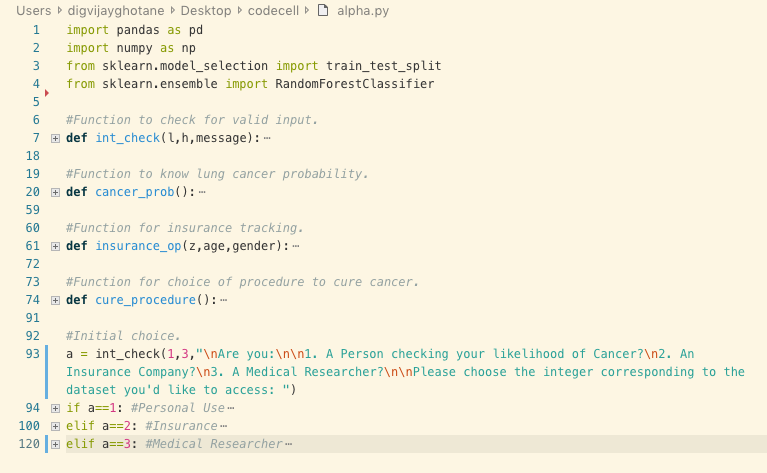 Users digvijayghotane Desktop codecell alpha.py
1 import pandas as pd
2 import numpy as np
3 from sklearn.model_selection import train_test_split
4 from sklearn.ensemble import RandomForestClassifier
5
6 #Function to check for valid input.
7 def int_check(l,h,message):⋯
18
19 #Function to know lung cancer probability.
20 def cancer_prob():⋯
59
60 #Function for insurance tracking.
61 def insurance_op(z,age,gender):⋯
72
73 #Function for choice of procedure to cure cancer.
74 def cure_procedure():⋯
91
92 #Initial choice.
93 a = int_check(1,3,"\nAre you:\n\n1. A Person checking your likelihood of Cancer?\n2. An
Insurance Company?\n3. A Medical Researcher?\n\nPlease choose the integer corresponding to the
dataset you'd like to access: ")
94 if a==1: #Personal Use⋯
100 elif a==2: #Insurance⋯
120 elif a==3: #Medical Researcher⋯